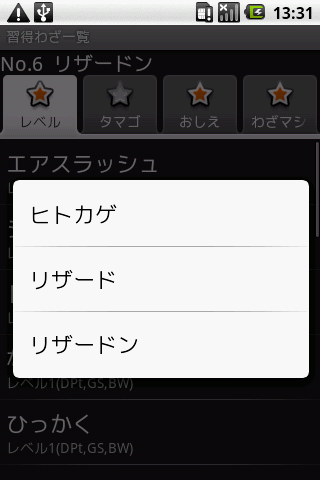 13:31
習得わざ一覧
No.6 リザードン
レベル
タマゴ
おしえ
わざマシ
エアスラッシュ
ヒトカゲ
リザード
リザードン
レベル1(DPt,GS,BW)
ひっかく
レベル1(DPt,GS,BW)